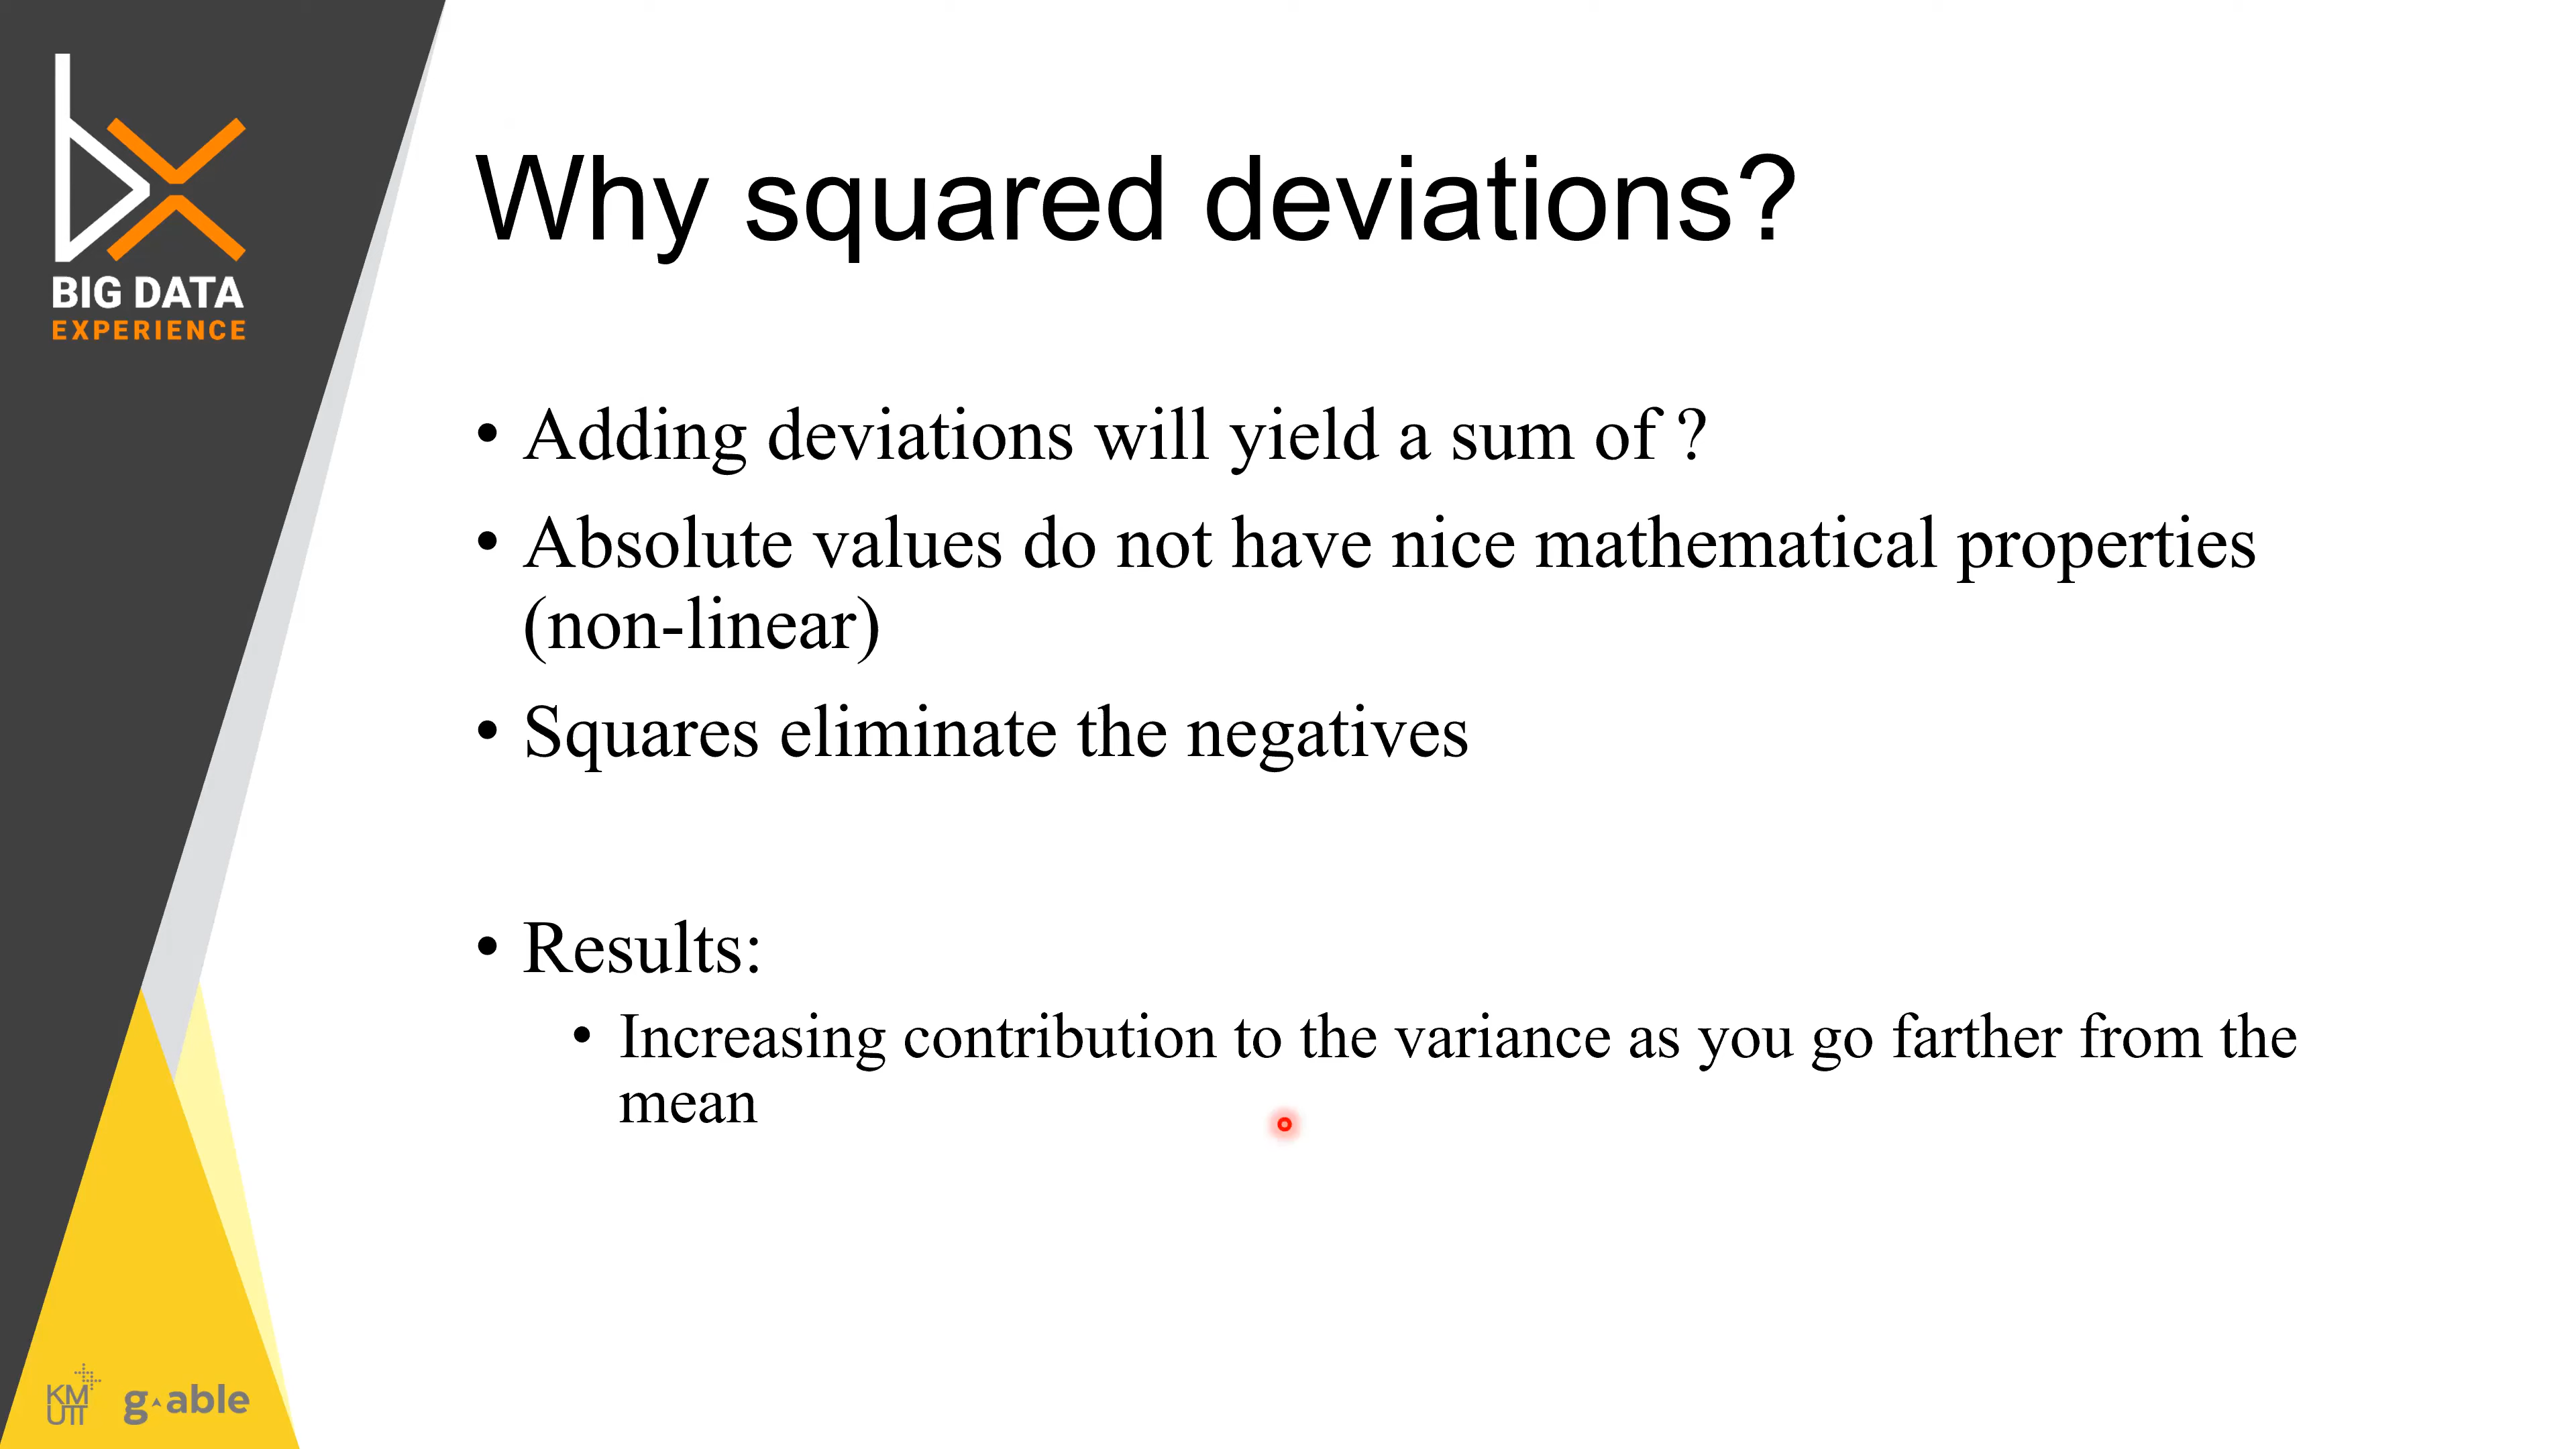 BIG DATA
EXPERIENCE
Why squared deviations?
• Adding deviations will yield a sum of ?
• Absolute values do not have nice mathematical properties
(non-linear)
• Squares eliminate the negatives
• Results:
• Increasing contribution to the variance as you go farther from the
mean
KM
UTT
g-able